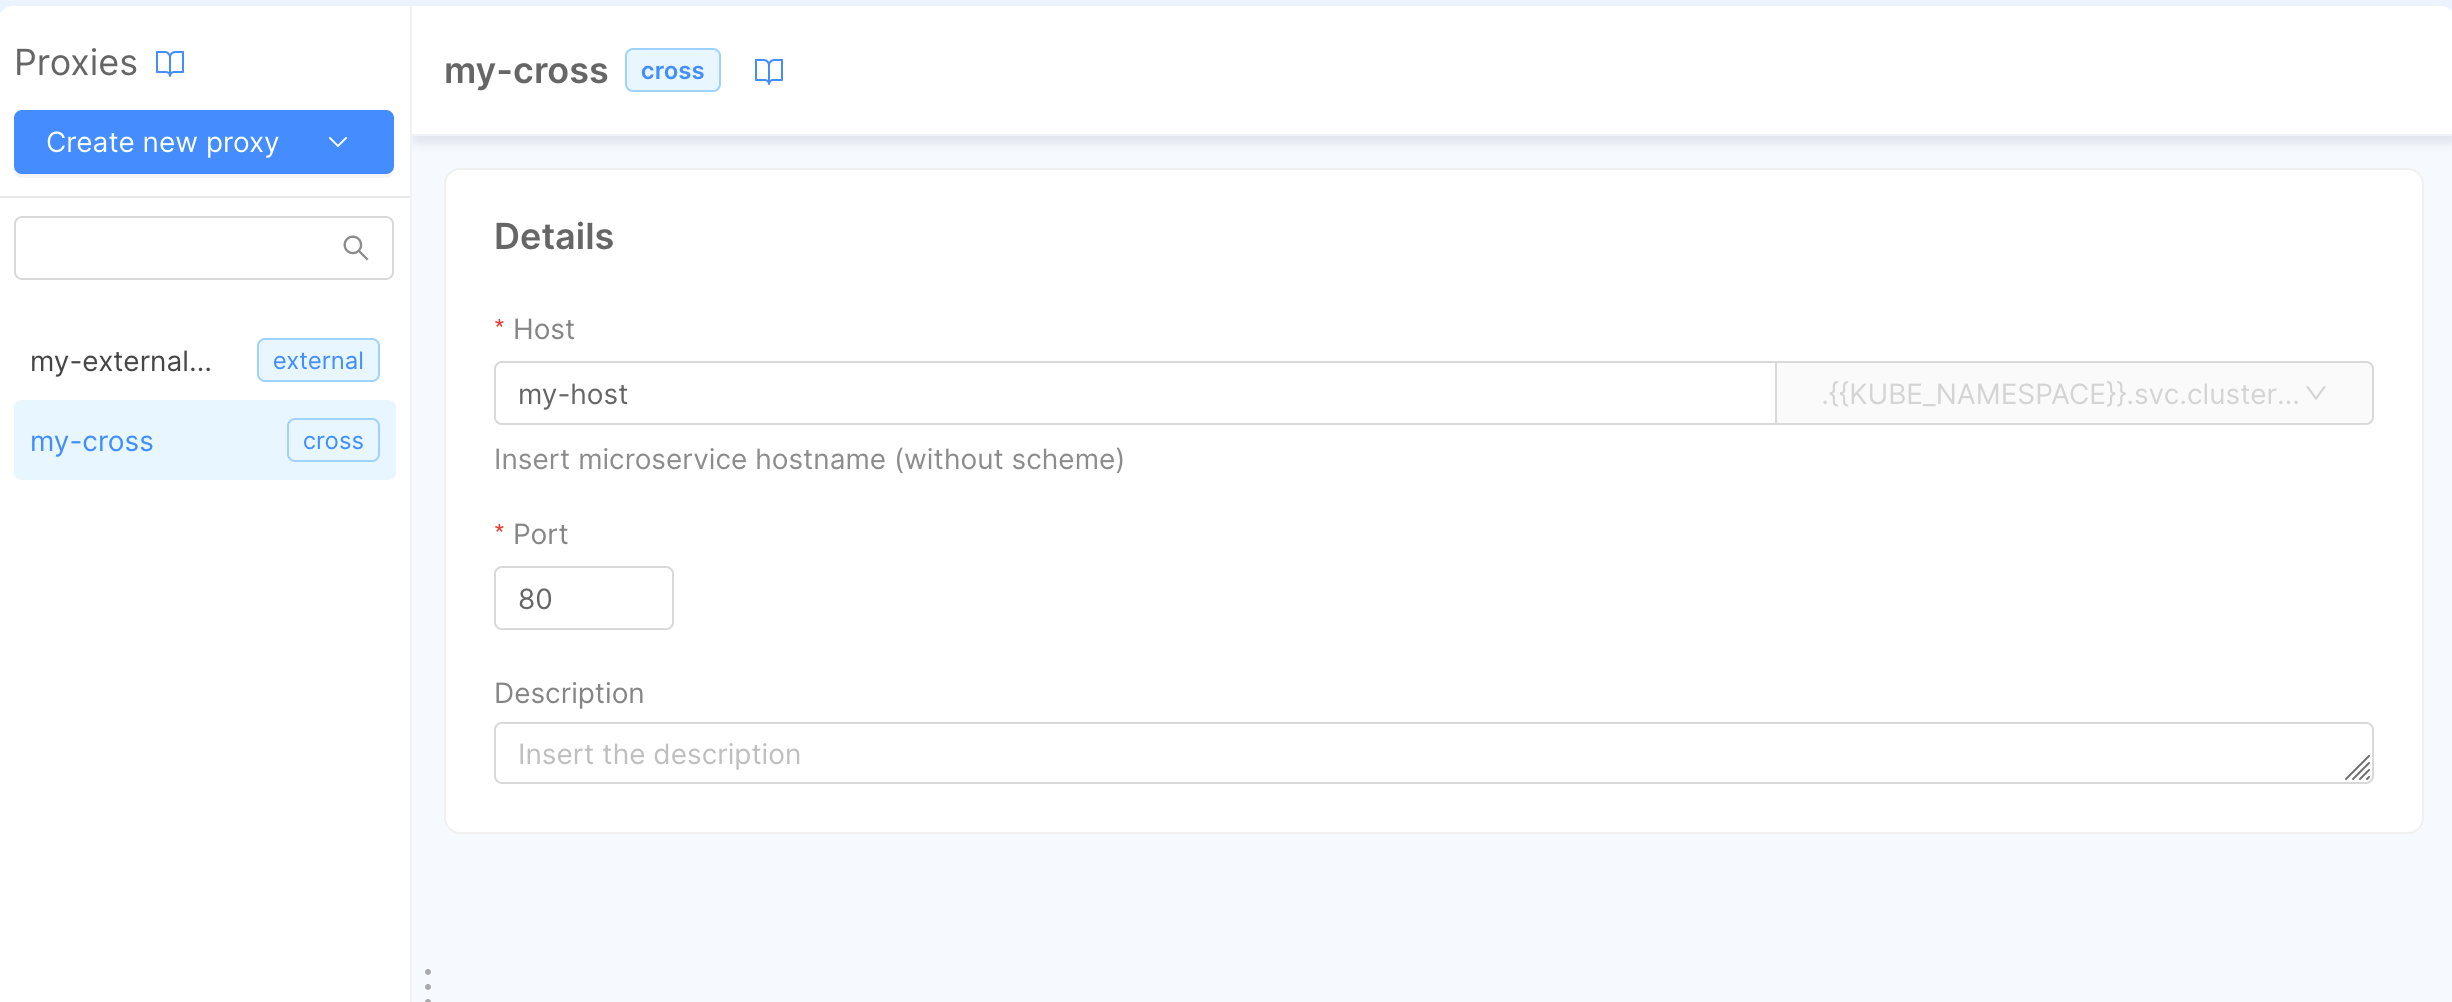 Proxies
Create new proxy
my-external... external
my-cross cross
my-cross cross
Details
* Host
my-host .{{KUBE_NAMESPACE}}.svc.cluster...
Insert microservice hostname (without scheme)
* Port
80
Description
Insert the description